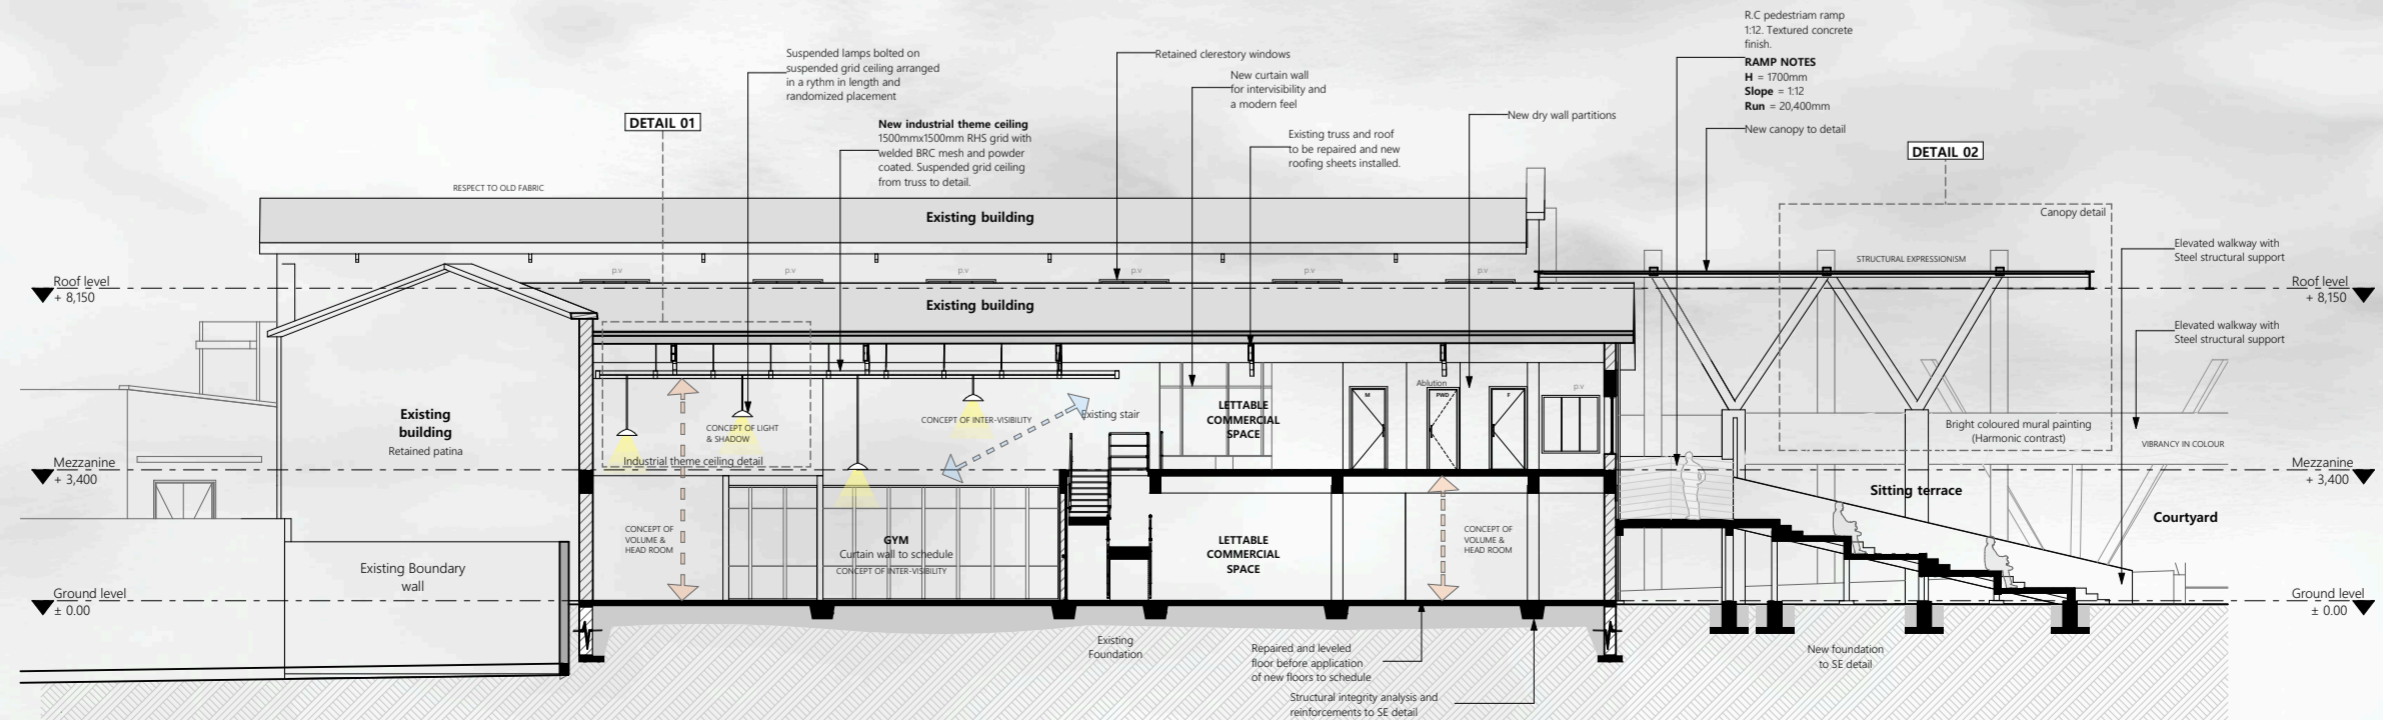 R.C pedestriam ramp
1:12. Textured concrete
finish.
RAMP NOTES
H = 1700mm
Slope = 1:12
Run = 20,400mm
Suspended lamps bolted on
suspended grid ceiling arranged
in a rythm in length and
randomized placement
Retained clerestory windows
New curtain wall
for intervisibility and
a modern feel
New dry wall partitions
DETAIL 01
New industrial theme ceiling
1500mmx1500mm RHS grid with
welded BRC mesh and powder
coated. Suspended grid ceiling
from truss to detail.
Existing truss and roof
to be repaired and new
roofing sheets installed.
New canopy to detail
DETAIL 02
RESPECT TO OLD FABRIC
Existing building
Canopy detail
Elevated walkway with
Steel structural support
STRUCTURAL EXPRESSIONISM
p.v
p.v
p.v
p.v
p.v
p.v
Roof level
+ 8,150
Existing building
Roof level
+ 8,150
Elevated walkway with
Steel structural support
Existing
building
Retained patina
CONCEPT OF LIGHT
& SHADOW
CONCEPT OF INTER-VISIBILITY
Existing stair
LETTABLE
COMMERCIAL
SPACE
M
Ablution
PWD
F
p.v
Bright coloured mural painting
(Harmonic contrast)
VIBRANCY IN COLOUR
Industrial theme ceiling detail
Mezzanine
+ 3,400
Mezzanine
+ 3,400
Sitting terrace
Courtyard
CONCEPT OF
VOLUME &
HEAD ROOM
GYM
Curtain wall to schedule
CONCEPT OF INTER-VISIBILITY
LETTABLE
COMMERCIAL
SPACE
CONCEPT OF
VOLUME &
HEAD ROOM
Existing Boundary
wall
Ground level
± 0.00
Ground level
± 0.00
Existing
Foundation
Repaired and leveled
floor before application
of new floors to schedule
Structural integrity analysis and
reinforcements to SE detail
New foundation
to SE detail